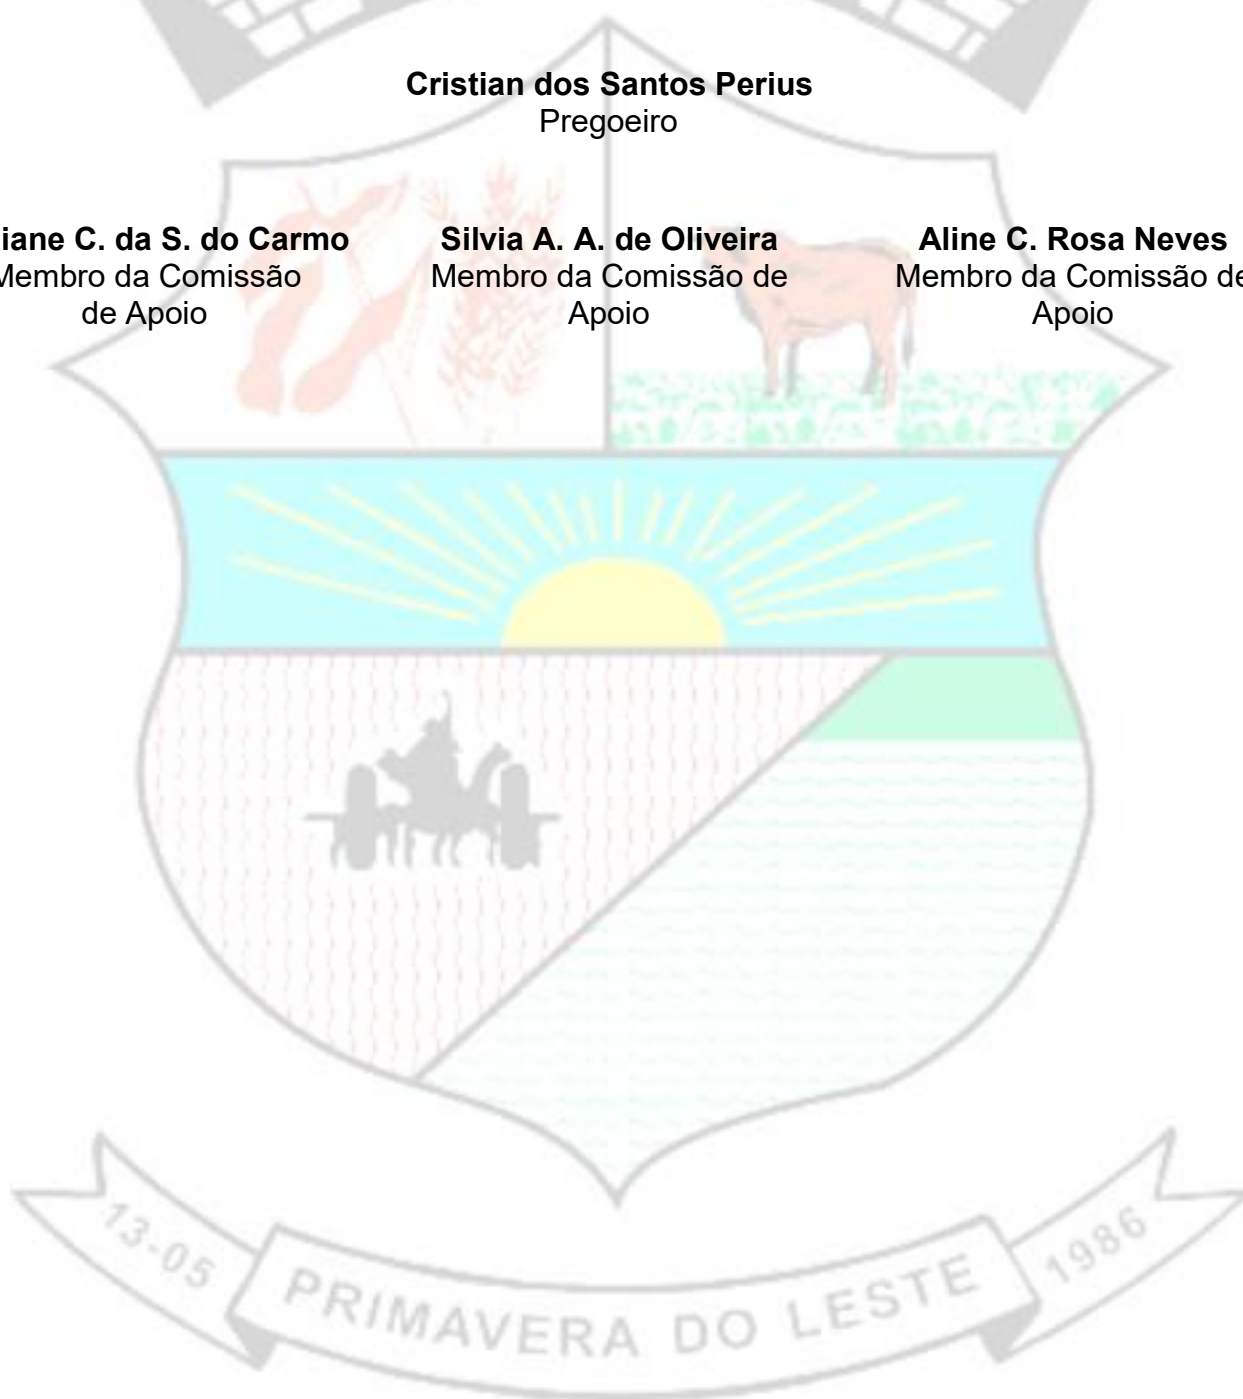 Cristian dos Santos Perius
Pregoeiro
iane C. da S. do Carmo
Membro da Comissão
de Apoio
Silvia A. A. de Oliveira
Membro da Comissão de
Apoio
Aline C. Rosa Neves
Membro da Comissão de
Apoio
13-05
PRIMAVERA DO LESTE
1986